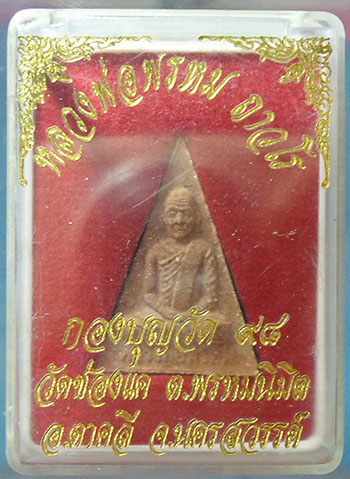 หลวงพ่อพรหม ถาวโร
กองบุญวัด ๙๘
วัดช่องแค ต.พรหมนิมิต
อ.ตาคลี จ.นครสวรรค์